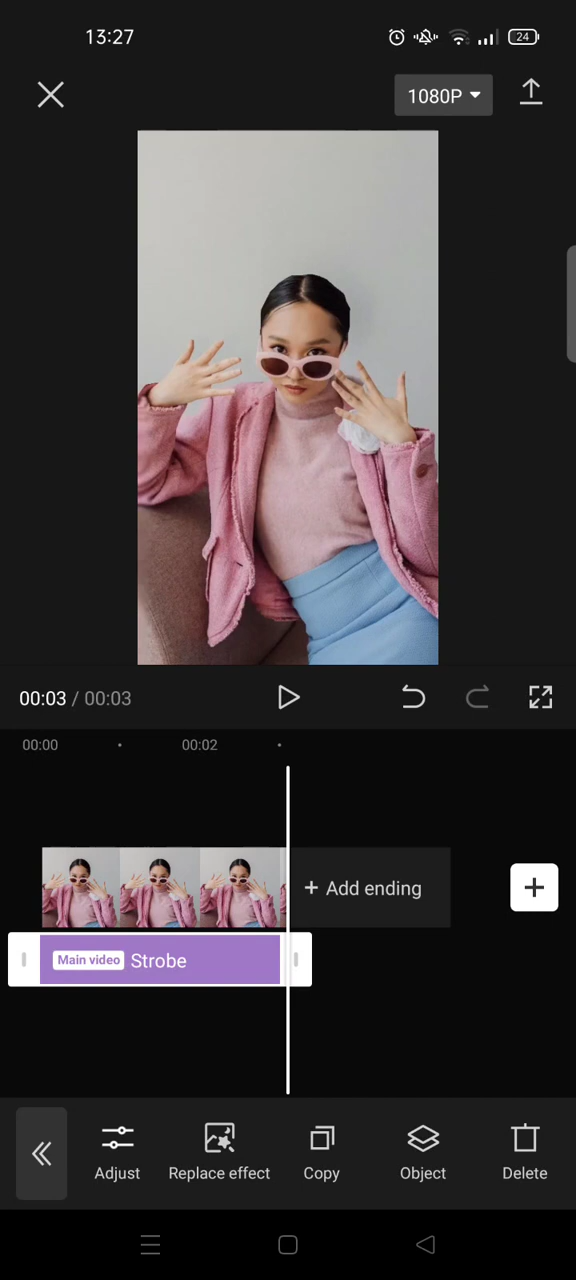 13:27
24
1080P
00:03 / 00:03
00:00
00:02
+ Add ending
Main video Strobe
Adjust
Replace effect
Copy
Object
Delete